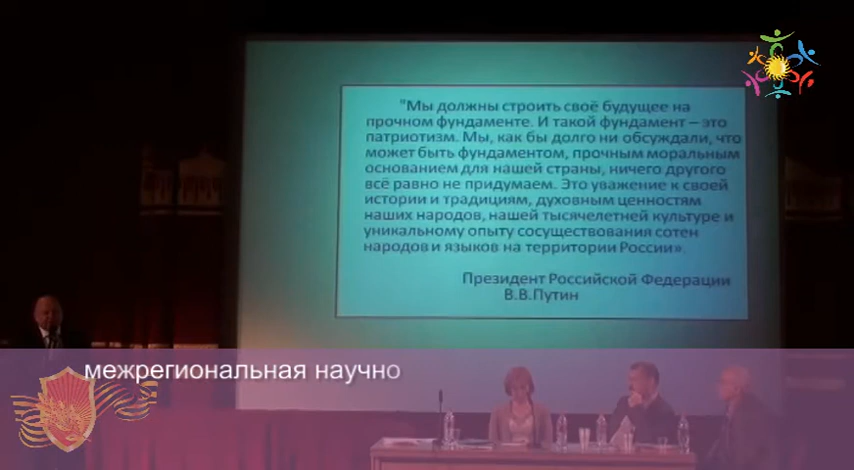 "Мы должны строить своё будущее на
прочном фундаменте. И такой фундамент – это
патриотизм. Мы, как бы долго ни обсуждали, что
может быть фундаментом, прочным моральным
основанием для нашей страны, ничего другого
всё равно не придумаем. Это уважение к своей
истории и традициям, духовным ценностям
наших народов, нашей тысячелетней культуре и
уникальному опыту сосуществования сотен
народов и языков на территории России».
Президент Российской Федерации
В.В.Путин
межрегиональная научно